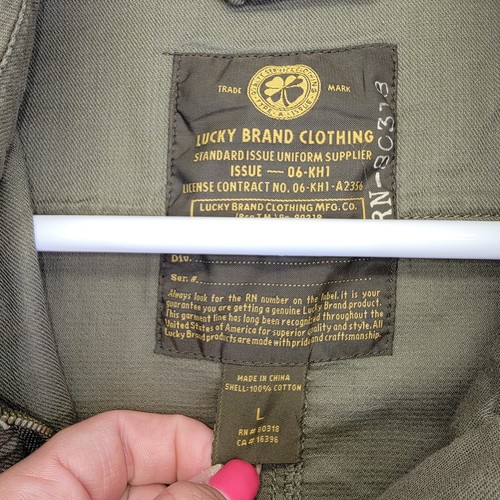 TRADE MARK
LUCKY BRAND CLOTHING
STANDARD ISSUE UNIFORM SUPPLIER
ISSUE — 06-KH1
LICENSE CONTRACT NO. 06-KH1-A2356
LUCKY BRAND CLOTHING MFG. CO.
80318
RN-80318
Div.
Ser. #
Always look for the RN number on the label. it is your
guarantee you are getting a genuine Lucky Brand product.
This garment line has long been recognized throughout the
United States of America for superior quality and style. All
Lucky Brand products are made with pride and craftsmanship.
MADE IN CHINA
SHELL: 100% COTTON
L
RN# 80318
CA# 16396